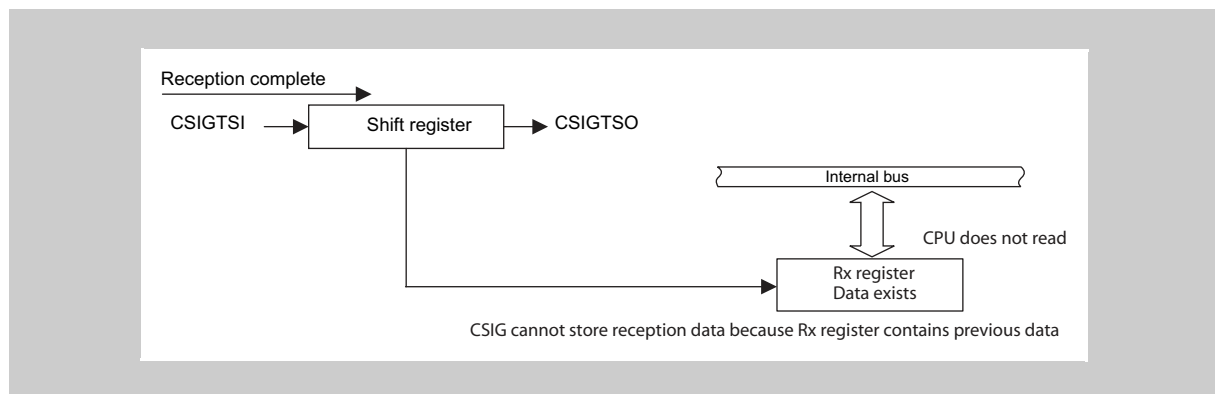 Reception complete
CSIGTSI
Shift register
CSIGTSO
Internal bus
CPU does not read
Rx register
Data exists
CSIG cannot store reception data because Rx register contains previous data